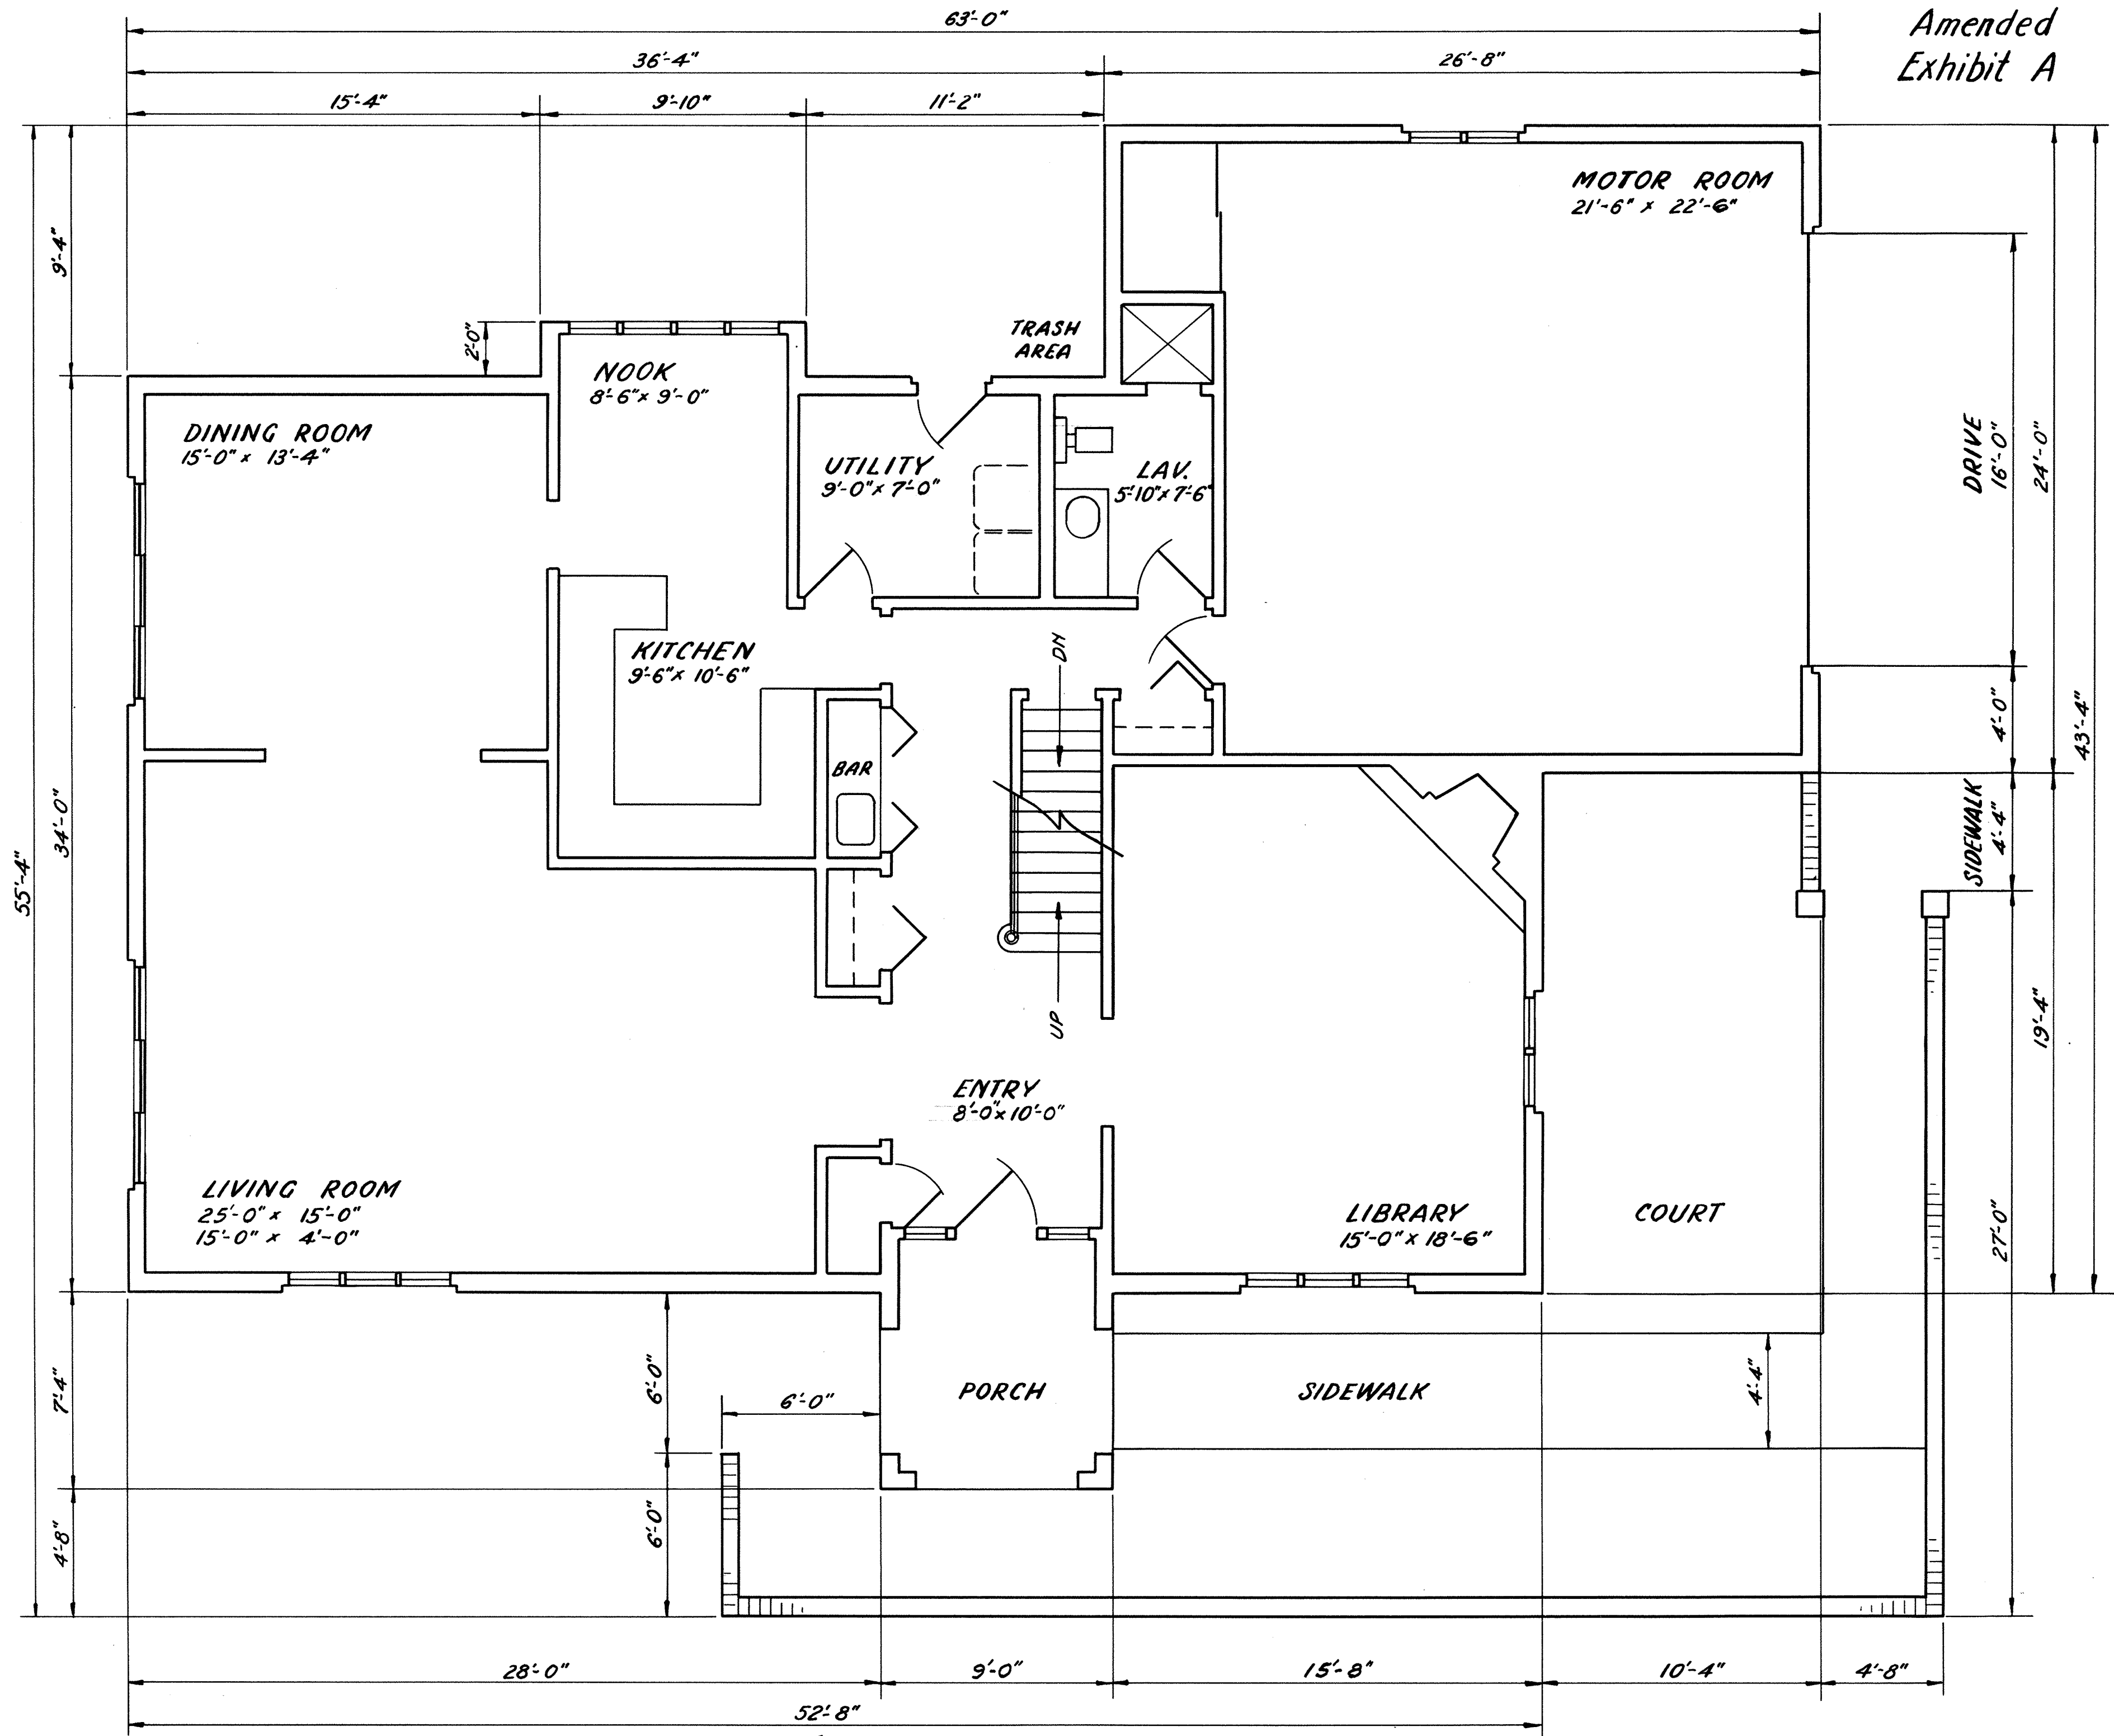 63'-0"
Amended
Exhibit A
36'-4"
26'-8"
15'-4"
9'-10"
11'-2"
MOTOR ROOM
21'-6" x 22'-6"
9'-4"
2'-0"
TRASH
AREA
NOOK
8'-6" x 9'-0"
DINING ROOM
15'-0" x 13'-4"
UTILITY
9'-0" x 7'-0"
LAV.
5'-10" x 7'-6"
DRIVE
16'-0"
24'-0"
KITCHEN
9'-6" x 10'-6"
DN
4'-0"
43'-4"
BAR
34'-0"
55'-4"
SIDEWALK
4'-4"
UP
19'-4"
ENTRY
8'-0" x 10'-0"
LIVING ROOM
25'-0" x 15'-0"
15'-0" x 4'-0"
LIBRARY
15'-0" x 18'-6"
COURT
27'-0"
7'-4"
6'-0"
6'-0"
PORCH
SIDEWALK
4'-4"
4'-8"
6'-0"
28'-0"
9'-0"
15'-8"
10'-4"
4'-8"
52'-8"